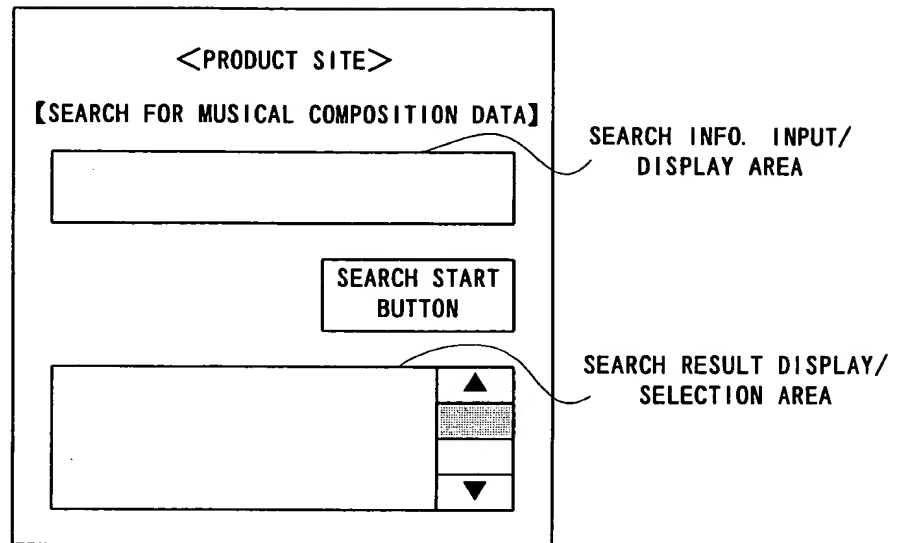 <PRODUCT SITE>
【SEARCH FOR MUSICAL COMPOSITION DATA】
SEARCH INFO. INPUT/
DISPLAY AREA
SEARCH START
BUTTON
SEARCH RESULT DISPLAY/
SELECTION AREA